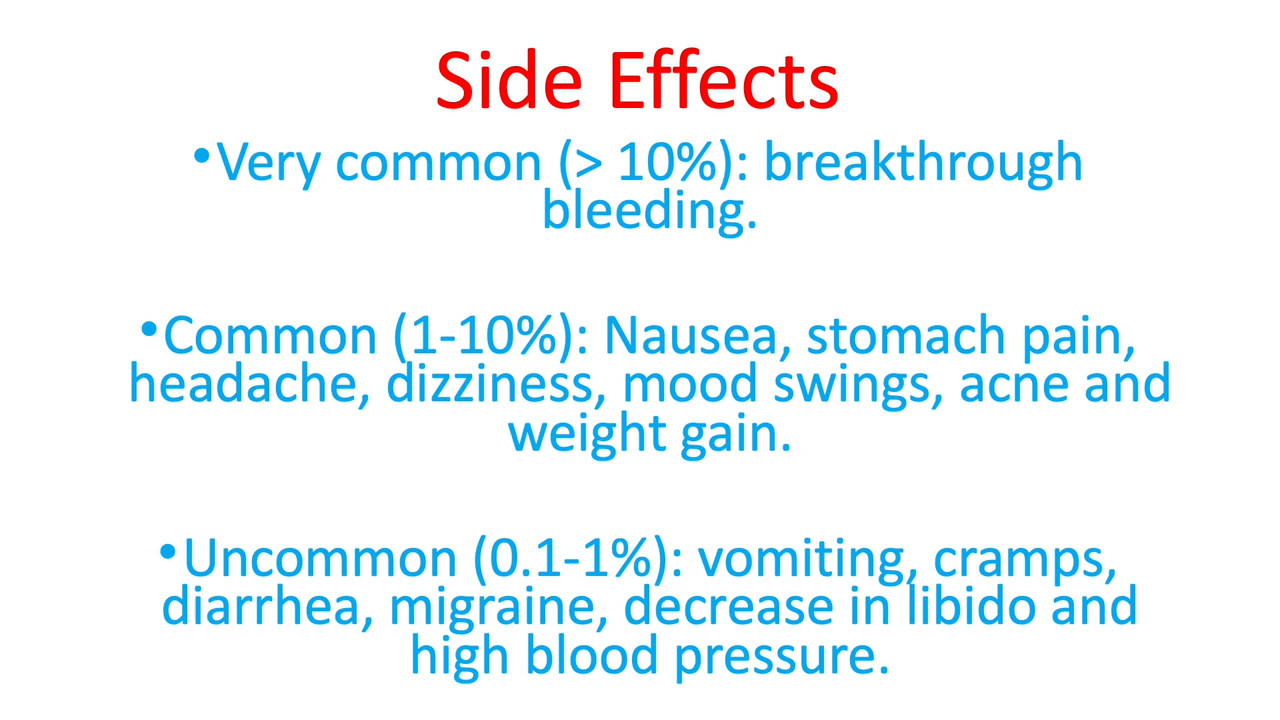 Side Effects
•Very common (> 10%): breakthrough
bleeding.
•Common (1-10%): Nausea, stomach pain,
headache, dizziness, mood swings, acne and
weight gain.
•Uncommon (0.1-1%): vomiting, cramps,
diarrhea, migraine, decrease in libido and
high blood pressure.